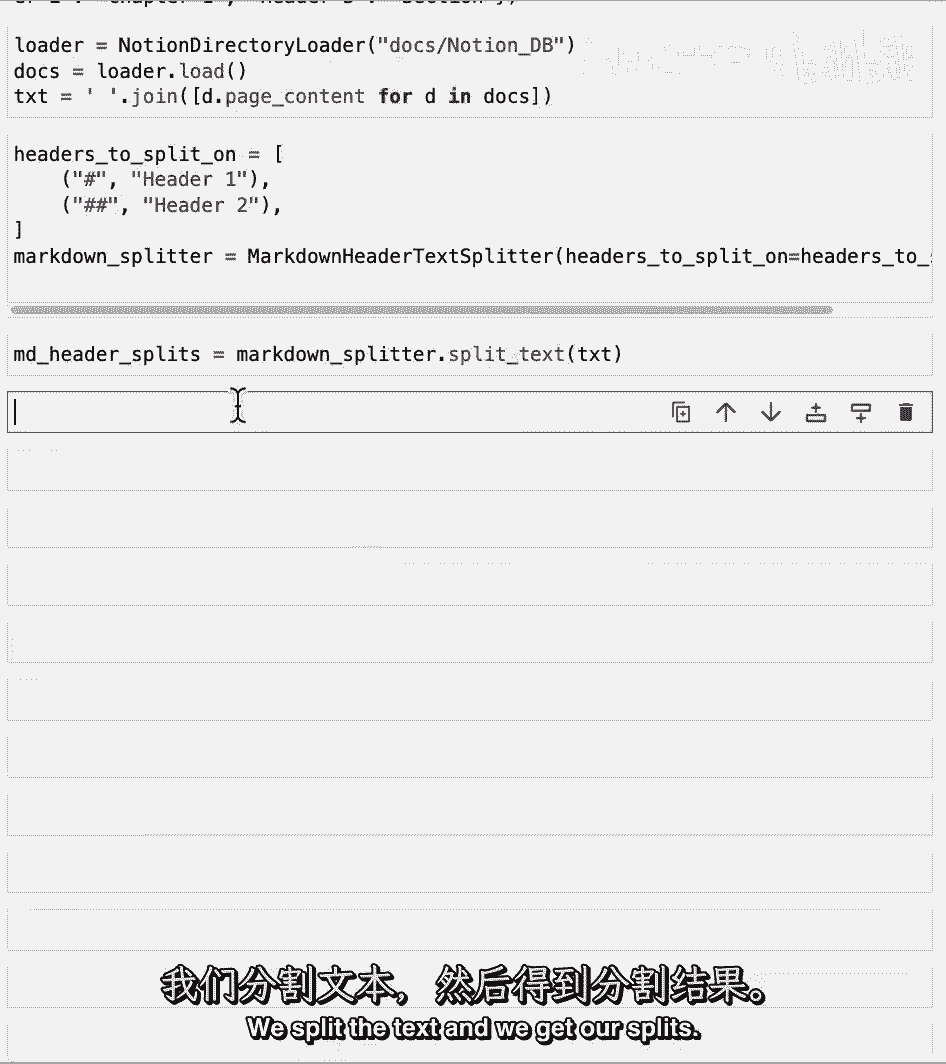 loader = NotionDirectoryLoader("docs/Notion_DB")
docs = loader.load()
txt = ' '.join([d.page_content for d in docs])
headers_to_split_on = [
    ("#", "Header 1"),
    ("##", "Header 2"),
]
markdown_splitter = MarkdownHeaderTextSplitter(headers_to_split_on=headers_to_
md_header_splits = markdown_splitter.split_text(txt)
我们分割文本，然后得到分割结果。
We split the text and we get our splits.